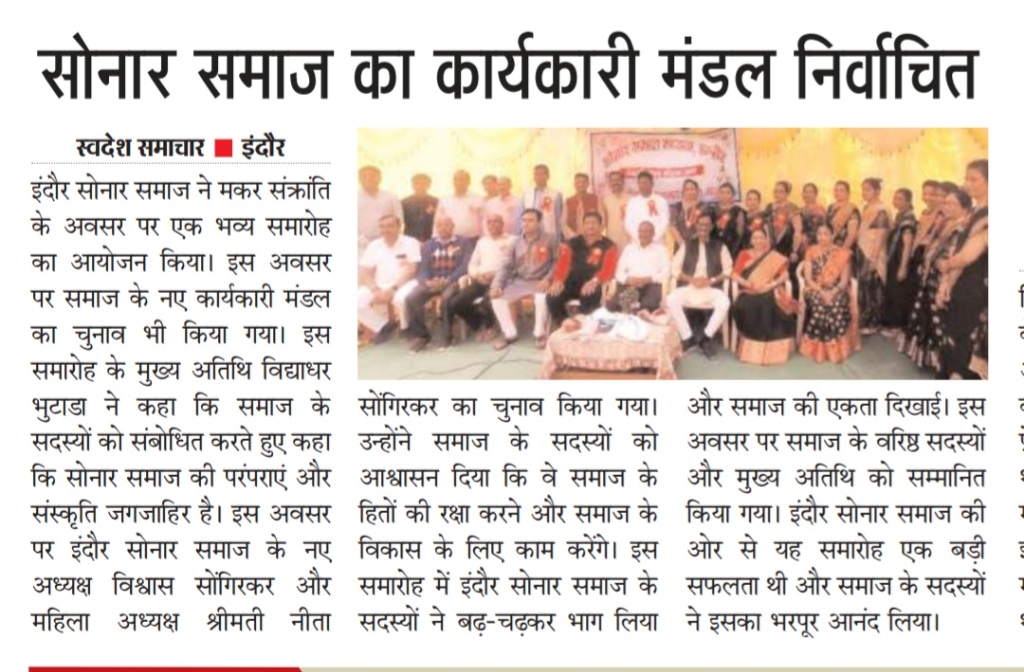 सोनार समाज का कार्यकारी मंडल निर्वाचित
स्वदेश समाचार ■ इंदौर
इंदौर सोनार समाज ने मकर संक्रांति
के अवसर पर एक भव्य समारोह
का आयोजन किया। इस अवसर
पर समाज के नए कार्यकारी मंडल
का चुनाव भी किया गया। इस
समारोह के मुख्य अतिथि विद्याधर
भुटाडा ने कहा कि समाज के
सदस्यों को संबोधित करते हुए कहा
कि सोनार समाज की परंपराएं और
संस्कृति जगजाहिर है। इस अवसर
पर इंदौर सोनार समाज के नए
अध्यक्ष विश्वास सोंगिरकर और
महिला अध्यक्ष श्रीमती नीता
सोंगिरकर का चुनाव किया गया।
उन्होंने समाज के सदस्यों को
आश्वासन दिया कि वे समाज के
हितों की रक्षा करने और समाज के
विकास के लिए काम करेंगे। इस
समारोह में इंदौर सोनार समाज के
सदस्यों ने बढ़-चढ़कर भाग लिया
और समाज की एकता दिखाई। इस
अवसर पर समाज के वरिष्ठ सदस्यों
और मुख्य अतिथि को सम्मानित
किया गया। इंदौर सोनार समाज की
ओर से यह समारोह एक बड़ी
सफलता थी और समाज के सदस्यों
ने इसका भरपूर आनंद लिया।